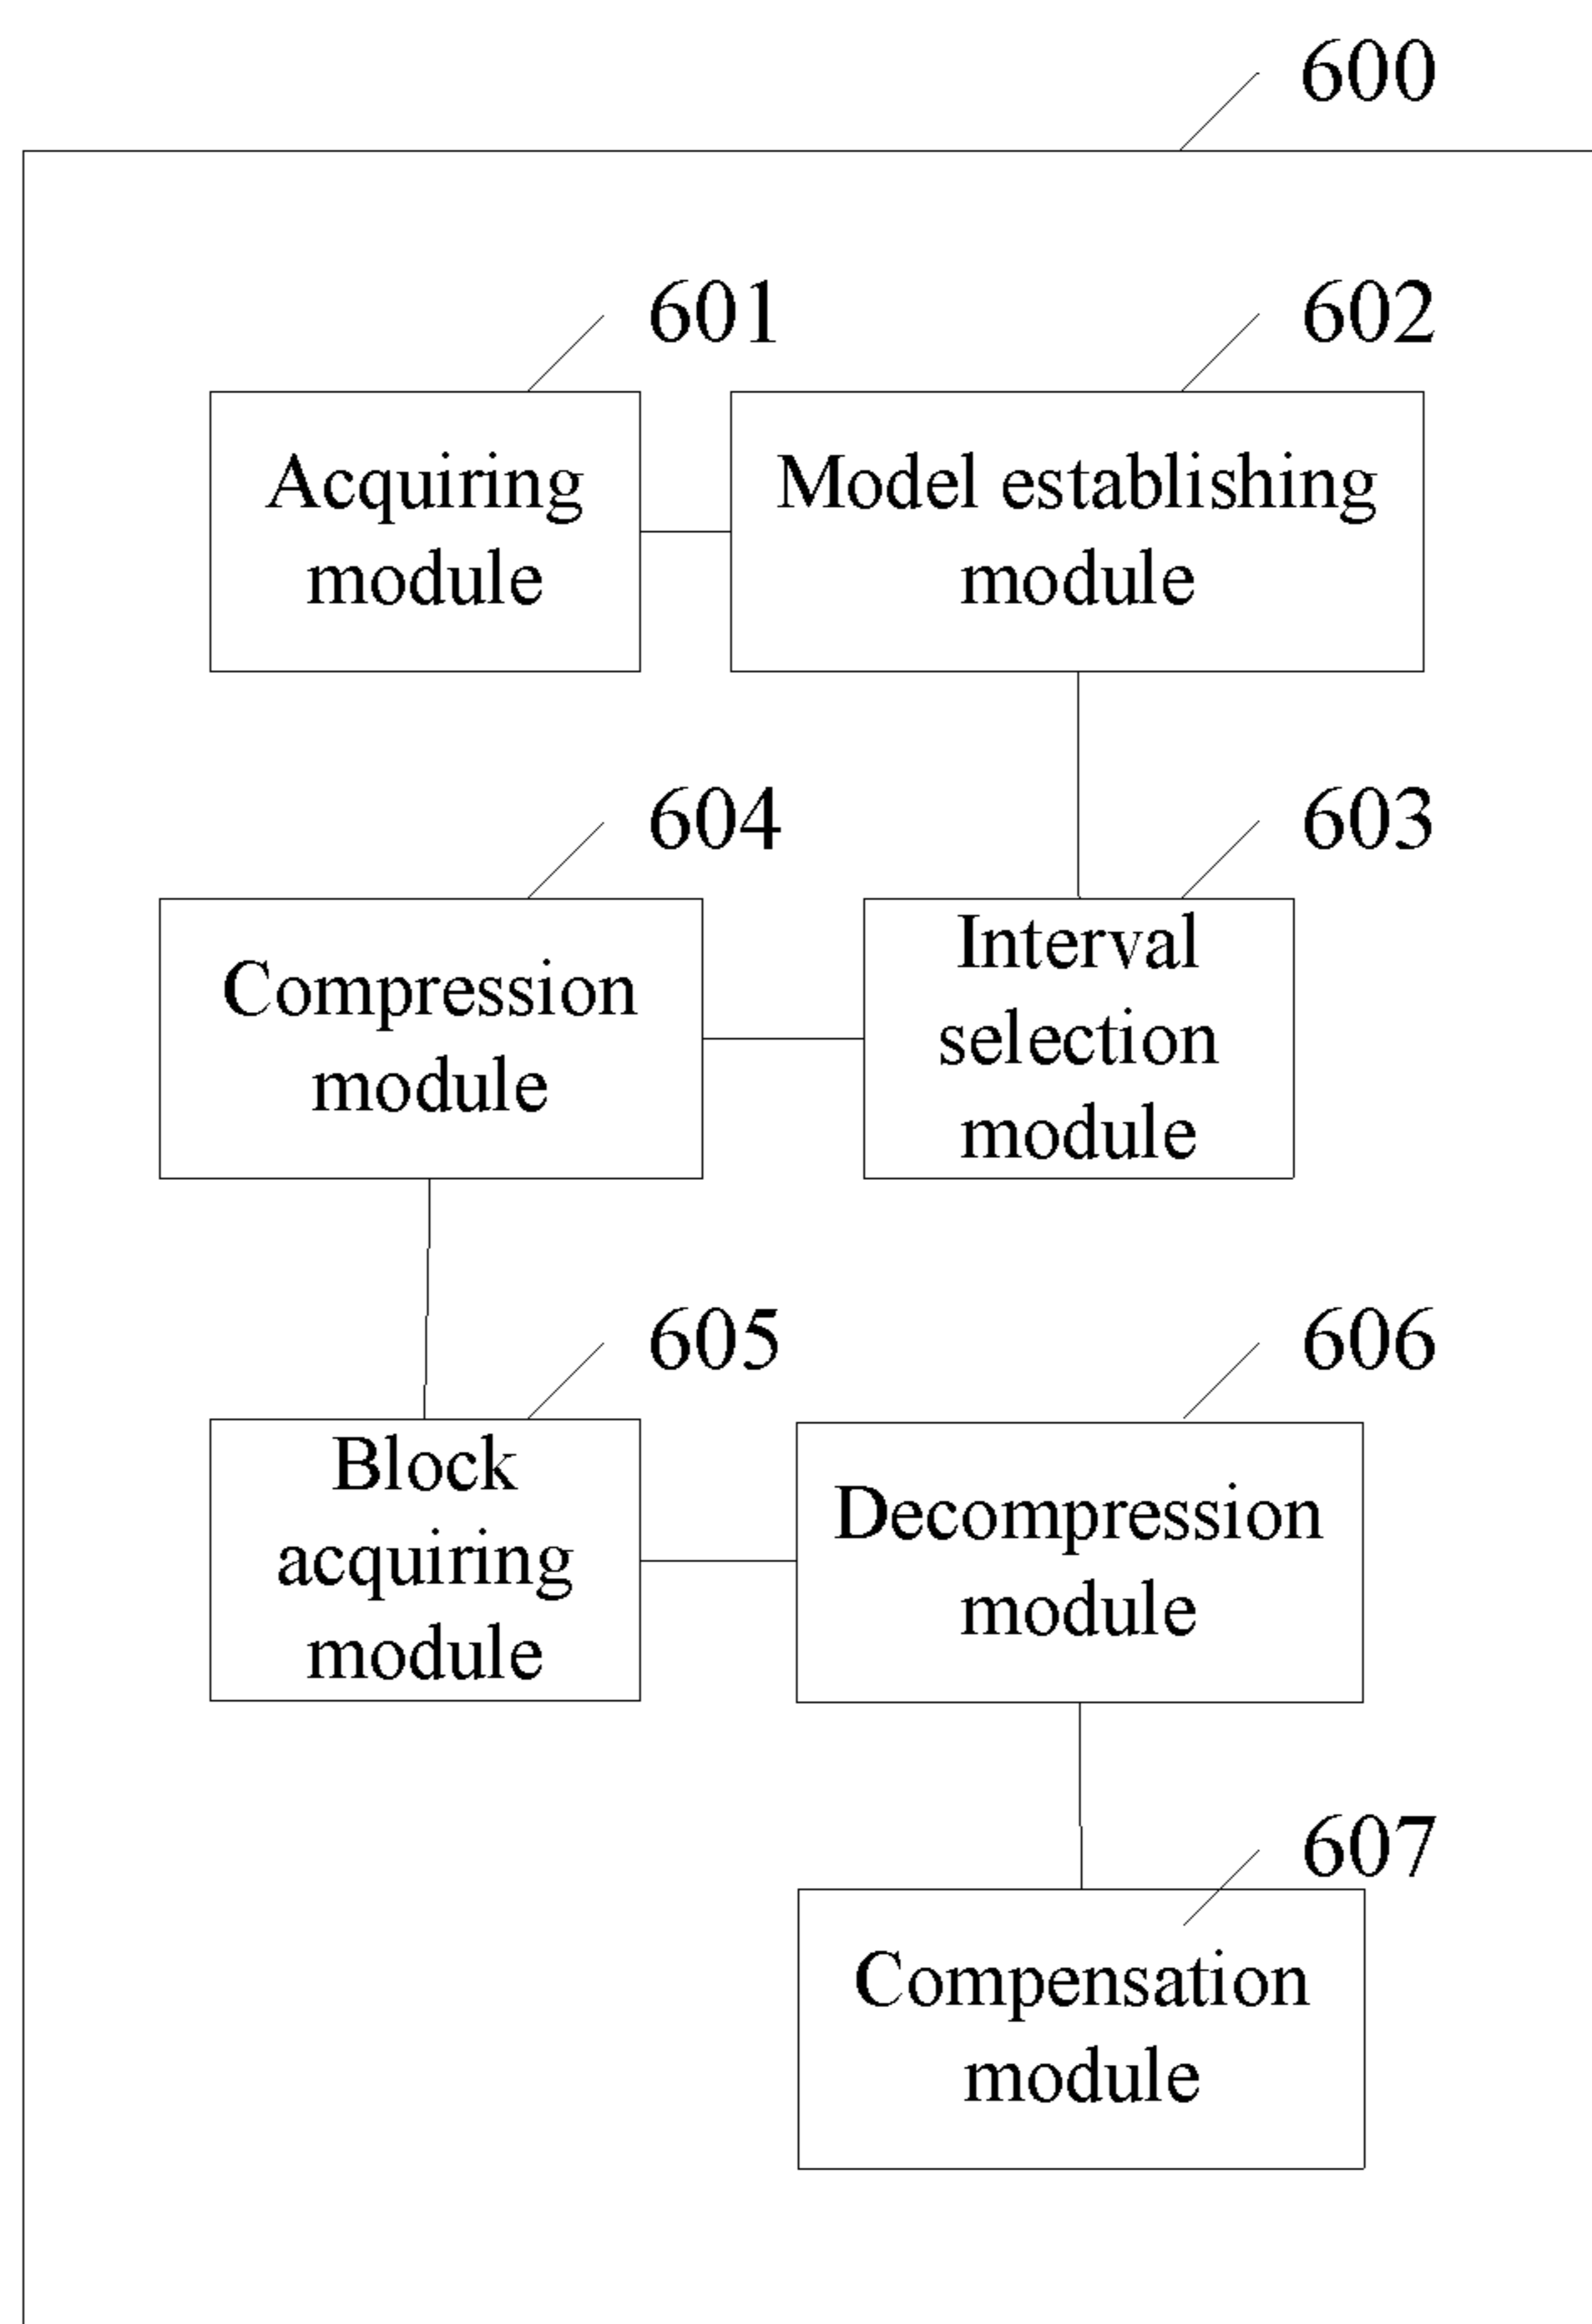 600
601
602
Acquiring
module
Model establishing
module
604
603
Compression
module
Interval
selection
module
605
606
Block
acquiring
module
Decompression
module
607
Compensation
module